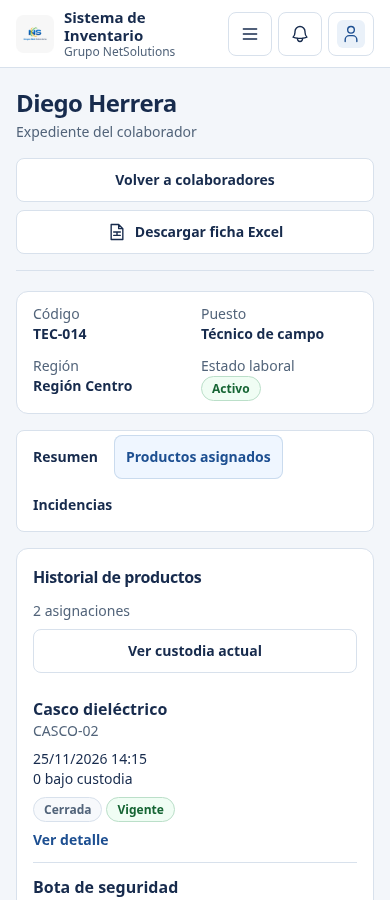 Sistema de
Inventario
Grupo NetSolutions
Diego Herrera
Expediente del colaborador
Volver a colaboradores
Descargar ficha Excel
Código
TEC-014
Puesto
Técnico de campo
Región
Región Centro
Estado laboral
Activo
Resumen
Productos asignados
Incidencias
Historial de productos
2 asignaciones
Ver custodia actual
Casco dieléctrico
CASCO-02
25/11/2026 14:15
0 bajo custodia
Cerrada
Vigente
Ver detalle
Bota de seguridad